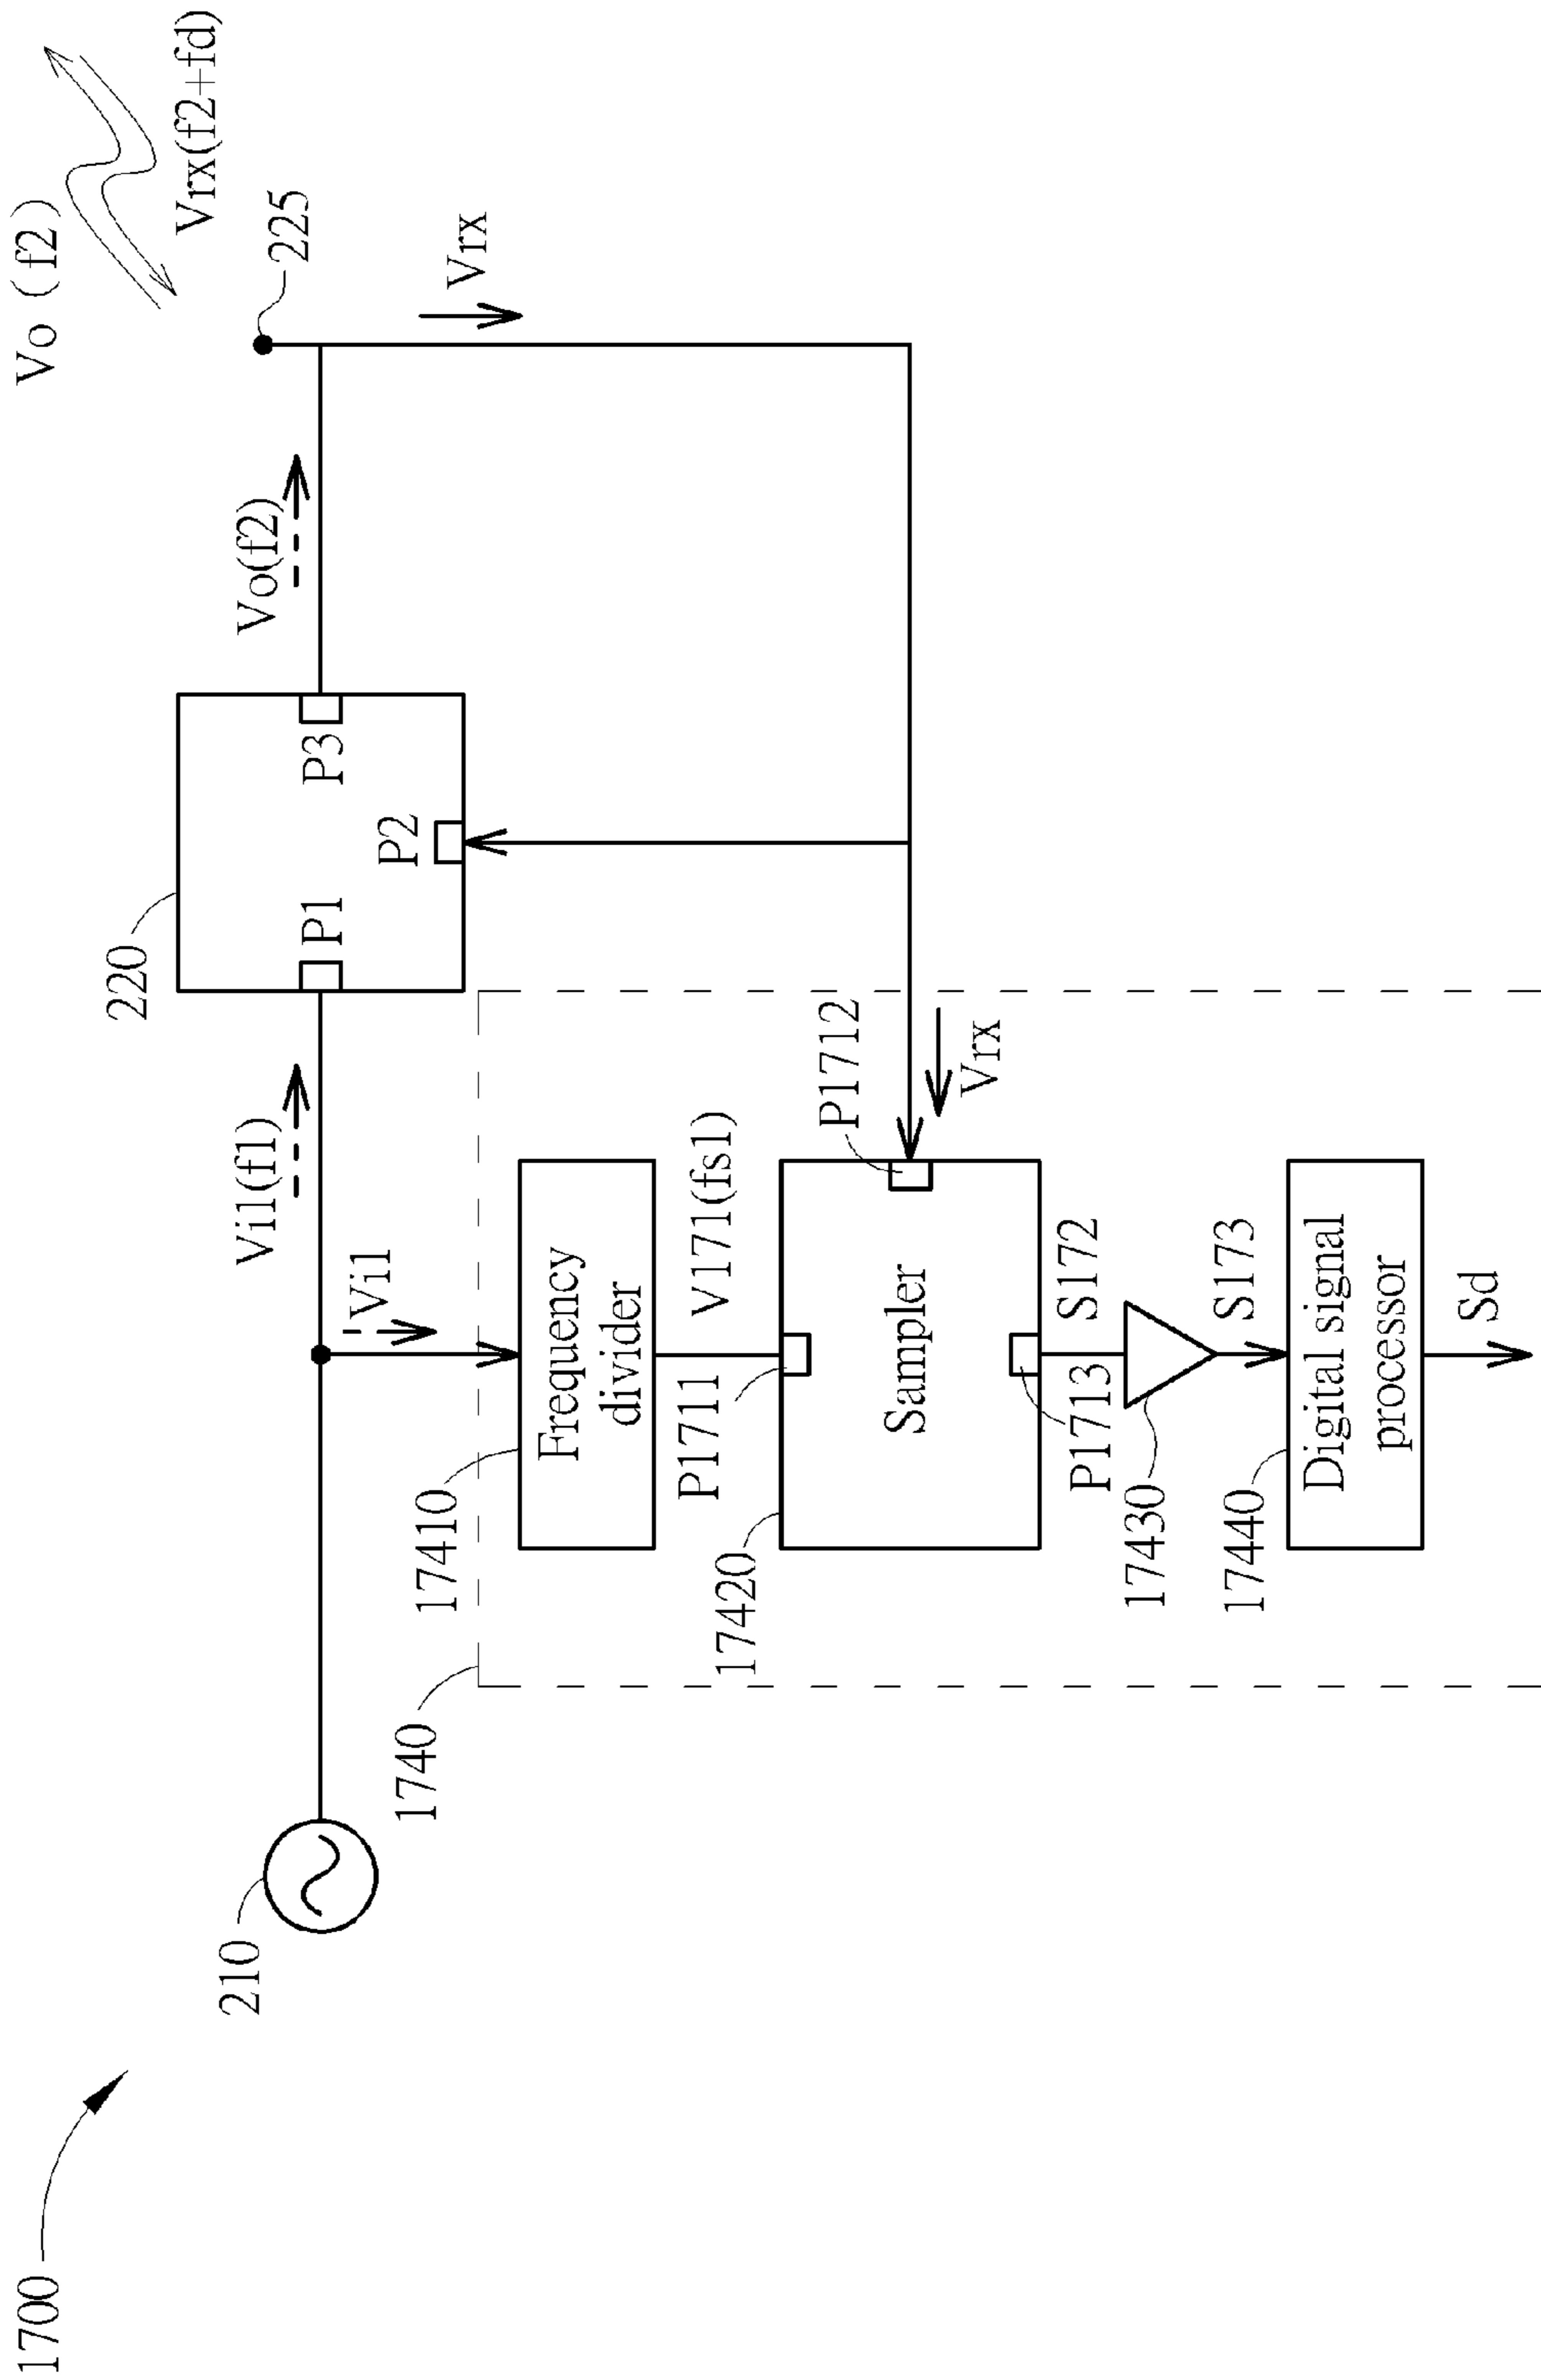 1700
Vo (f2)
Vrx(f2+fd)
225
Vrx
220
210
Vi1(f1)
Vo(f2)
P1
P2
P3
Vi1
1740
17410
Frequency
divider
P1711
V171(fs1)
17420
Sampler
P1712
Vrx
P1713
S172
17430
S173
17440
Digital signal
processor
Sd